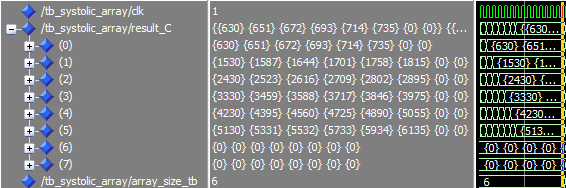 /tb_systolic_array/clk 1
/tb_systolic_array/result_C {{630} {651} {672} {693} {714} {735} {0} {0}} {{... {{630...
(0) {630} {651} {672} {693} {714} {735} {0} {0} {630} {651...
(1) {1530} {1587} {1644} {1701} {1758} {1815} {0} {0} {1530} {1...
(2) {2430} {2523} {2616} {2709} {2802} {2895} {0} {0} {2430} {...
(3) {3330} {3459} {3588} {3717} {3846} {3975} {0} {0} {3330} ...
(4) {4230} {4395} {4560} {4725} {4890} {5055} {0} {0} {4230...
(5) {5130} {5331} {5532} {5733} {5934} {6135} {0} {0} {513...
(6) {0} {0} {0} {0} {0} {0} {0} {0} {0} {0} {0} ...
(7) {0} {0} {0} {0} {0} {0} {0} {0} {0} {0} {0} ...
/tb_systolic_array/array_size_tb 6 6